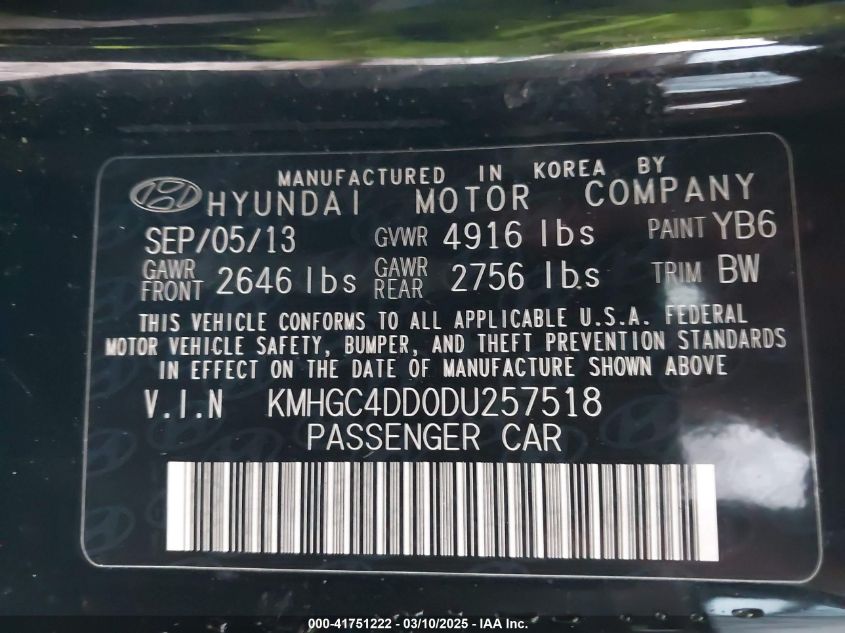 MANUFACTURED IN KOREA BY
HYUNDAI MOTOR COMPANY
SEP/05/13 GVWR 4916 lbs PAINT YB6
GAWR FRONT 2646 lbs GAWR REAR 2756 lbs TRIM BW
THIS VEHICLE CONFORMS TO ALL APPLICABLE U.S.A. FEDERAL
MOTOR VEHICLE SAFETY, BUMPER, AND THEFT PREVENTION STANDARDS
IN EFFECT ON THE DATE OF MANUFACTURE SHOWN ABOVE
V.I.N KMHGC4DD0DU257518
PASSENGER CAR
000-41751222 — 03/10/2025 — IAA Inc.